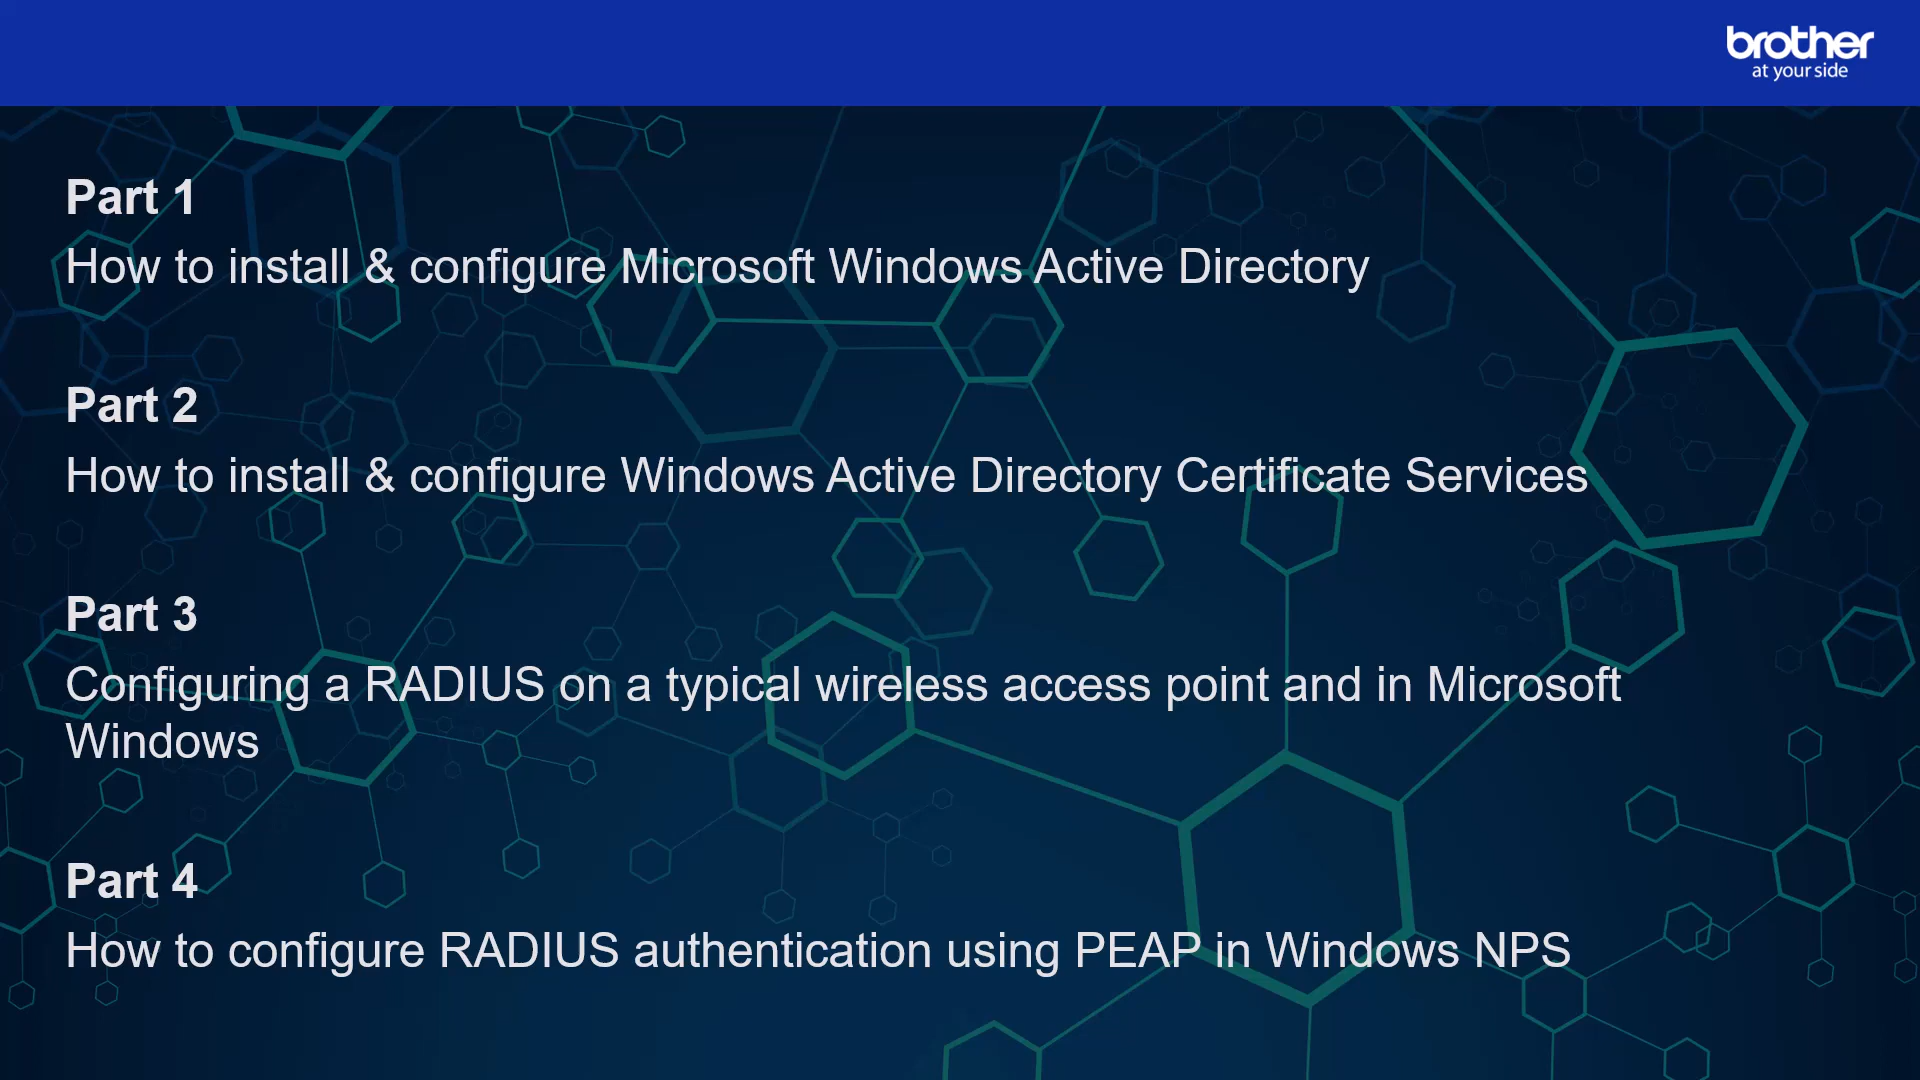 brother
at your side
Part 1
How to install & configure Microsoft Windows Active Directory
Part 2
How to install & configure Windows Active Directory Certificate Services
Part 3
Configuring a RADIUS on a typical wireless access point and in Microsoft
Windows
Part 4
How to configure RADIUS authentication using PEAP in Windows NPS